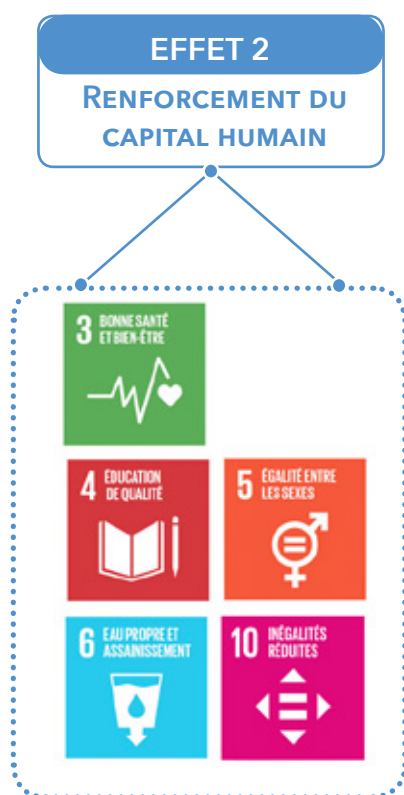 EFFET 2
RENFORCEMENT DU
CAPITAL HUMAIN
3 BONNE SANTÉ
ET BIEN-ÊTRE
4 ÉDUCATION
DE QUALITÉ
5 ÉGALITÉ ENTRE
LES SEXES
6 EAU PROPRE ET
ASSAINISSEMENT
10 INÉGALITÉS
RÉDUITES